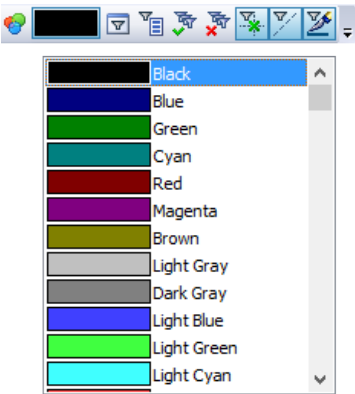 Black
Blue
Green
Cyan
Red
Magenta
Brown
Light Gray
Dark Gray
Light Blue
Light Green
Light Cyan